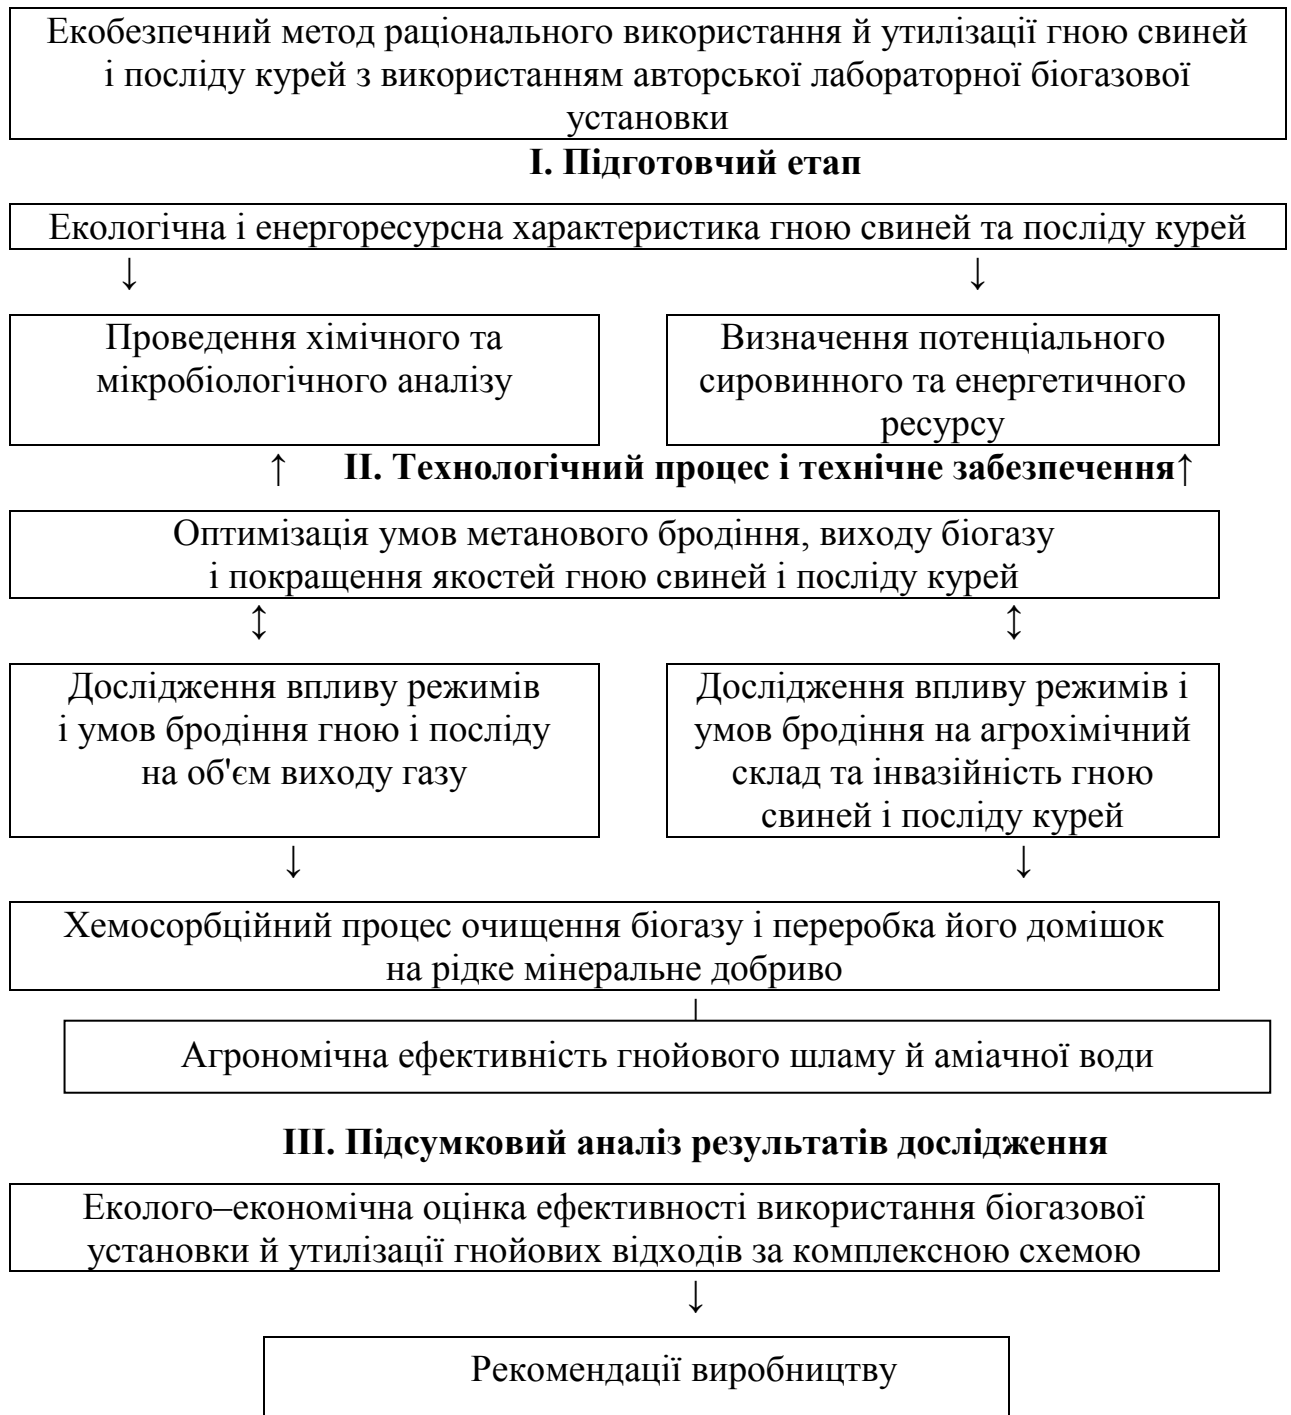 Екобезпечний метод раціонального використання й утилізації гною свиней
і посліду курей з використанням авторської лабораторної біогазової
установки
І. Підготовчий етап
Екологічна і енергоресурсна характеристика гною свиней та посліду курей
↓ ↓
Проведення хімічного та
мікробіологічного аналізу
Визначення потенціального
сировинного та енергетичного
ресурсу
↑ ІІ. Технологічний процес і технічне забезпечення↑
Оптимізація умов метанового бродіння, виходу біогазу
і покращення якостей гною свиней і посліду курей
↕ ↕
Дослідження впливу режимів
і умов бродіння гною і посліду
на об'єм виходу газу
Дослідження впливу режимів і
умов бродіння на агрохімічний
склад та інвазійність гною
свиней і посліду курей
↓ ↓
Хемосорбційний процес очищення біогазу і переробка його домішок
на рідке мінеральне добриво
Агрономічна ефективність гнойового шламу й аміачної води
ІІІ. Підсумковий аналіз результатів дослідження
Еколого–економічна оцінка ефективності використання біогазової
установки й утилізації гнойових відходів за комплексною схемою
↓
Рекомендації виробництву